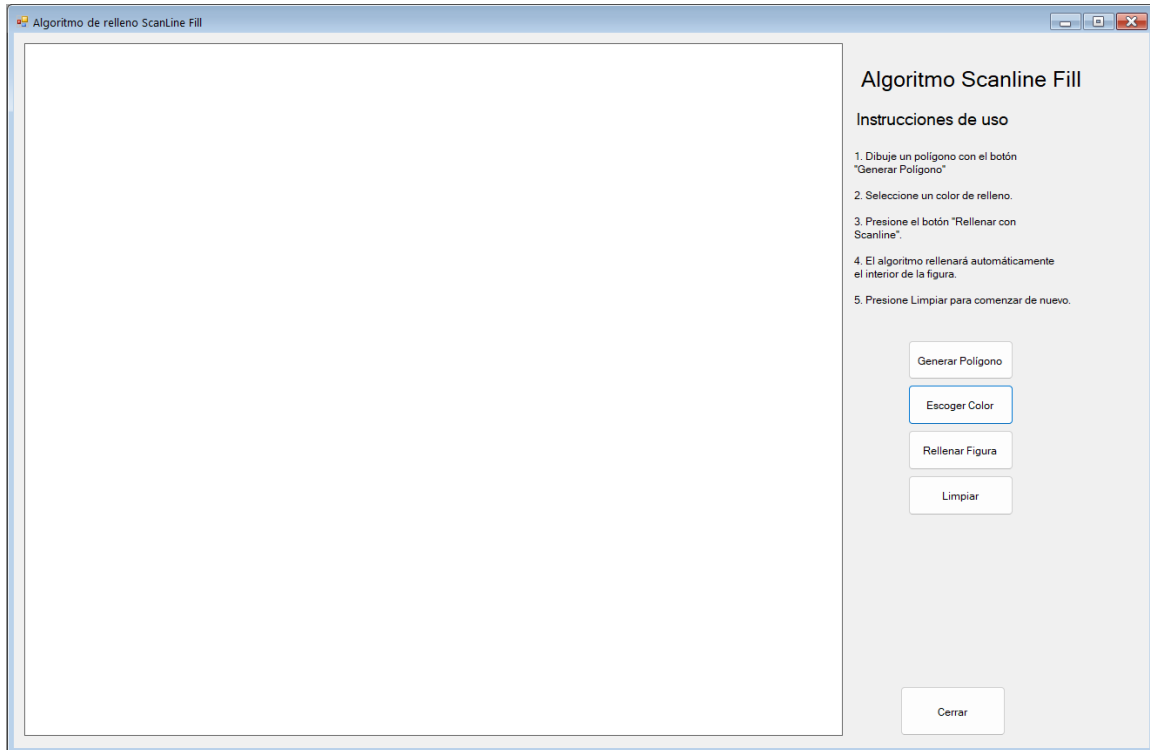 Algoritmo de relleno ScanLine Fill
Algoritmo Scanline Fill
Instrucciones de uso
1. Dibuje un polígono con el botón
"Generar Polígono"
2. Seleccione un color de relleno.
3. Presione el botón "Rellenar con
Scanline".
4. El algoritmo rellenará automáticamente
el interior de la figura.
5. Presione Limpiar para comenzar de nuevo.
Generar Polígono
Escoger Color
Rellenar Figura
Limpiar
Cerrar